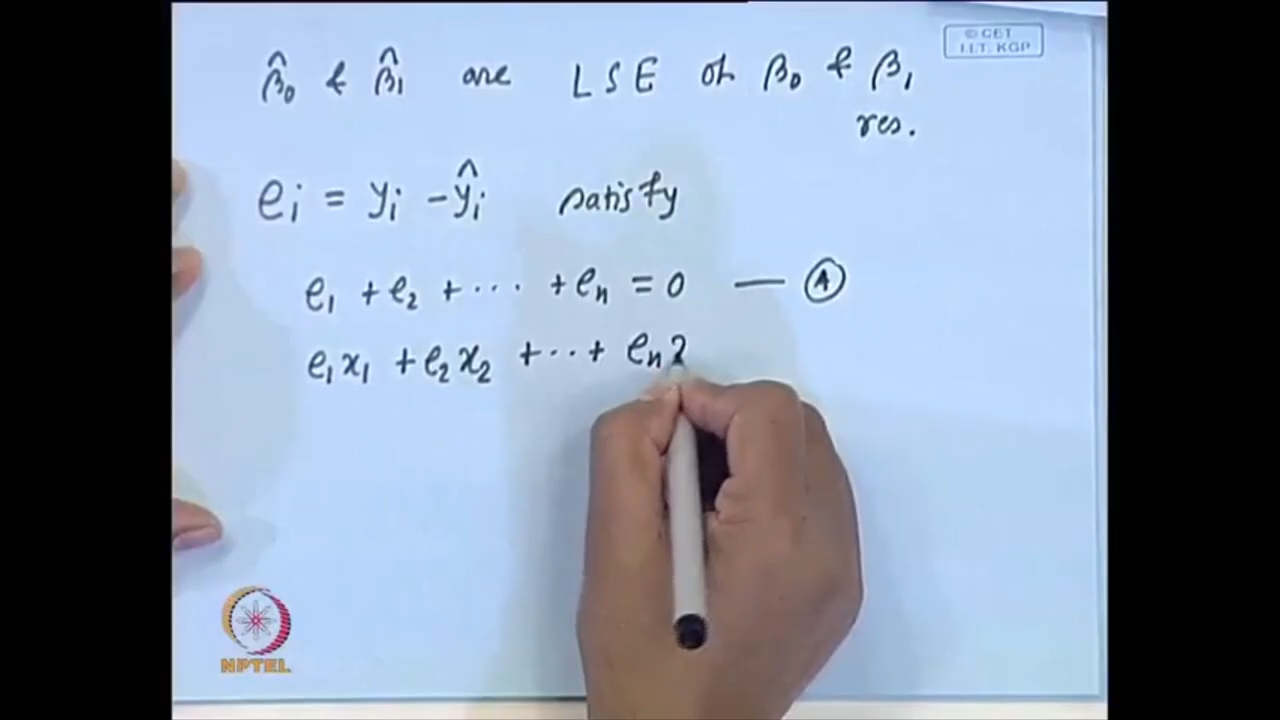 © CET
I.I.T. KGP
β̂₀ & β̂₁ are LSE of β₀ & β₁
res.
eᵢ = yᵢ - ŷᵢ satisfy
e₁ + e₂ + ... + eₙ = 0 — Ⓐ
e₁x₁ + e₂x₂ + ... + eₙ
NPTEL